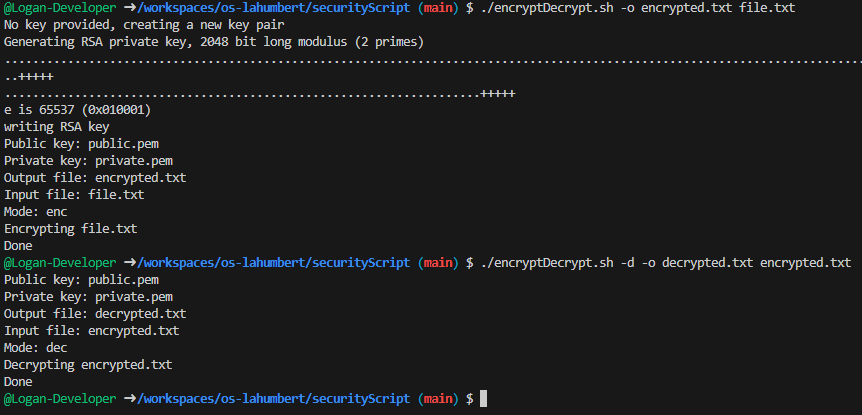 @Logan-Developer ➜/workspaces/os-lahumbert/securityScript (main) $ ./encryptDecrypt.sh -o encrypted.txt file.txt
No key provided, creating a new key pair
Generating RSA private key, 2048 bit long modulus (2 primes)
...........................................................................................................................
..+++++
....................................................................+++++
e is 65537 (0x010001)
writing RSA key
Public key: public.pem
Private key: private.pem
Output file: encrypted.txt
Input file: file.txt
Mode: enc
Encrypting file.txt
Done
@Logan-Developer ➜/workspaces/os-lahumbert/securityScript (main) $ ./encryptDecrypt.sh -d -o decrypted.txt encrypted.txt
Public key: public.pem
Private key: private.pem
Output file: decrypted.txt
Input file: encrypted.txt
Mode: dec
Decrypting encrypted.txt
Done
@Logan-Developer ➜/workspaces/os-lahumbert/securityScript (main) $